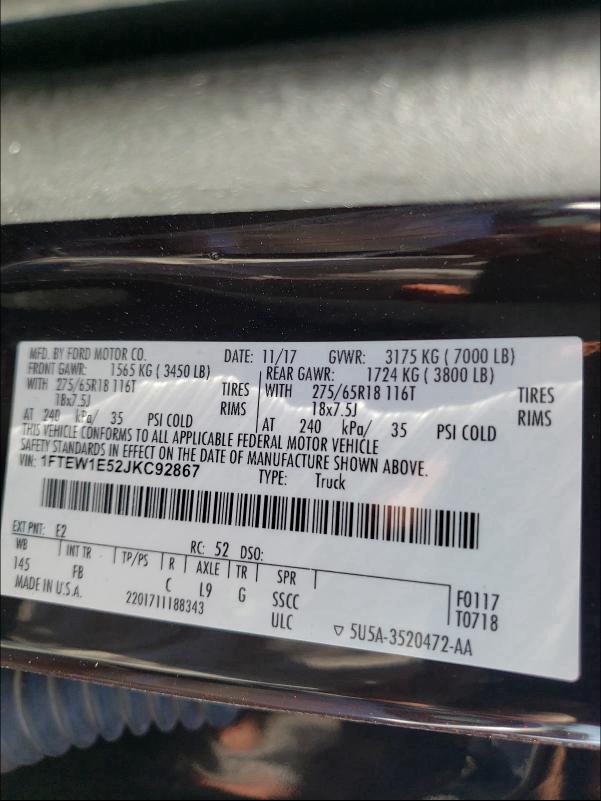 MFD. BY FORD MOTOR CO. DATE: 11/17 GVWR: 3175 KG ( 7000 LB)
FRONT GAWR: 1565 KG ( 3450 LB) REAR GAWR: 1724 KG ( 3800 LB)
WITH 275/65R18 116T TIRES WITH 275/65R18 116T TIRES
18x7.5J RIMS 18x7.5J RIMS
AT 240 kPa/ 35 PSI COLD AT 240 kPa/ 35 PSI COLD
THIS VEHICLE CONFORMS TO ALL APPLICABLE FEDERAL MOTOR VEHICLE
SAFETY STANDARDS IN EFFECT ON THE DATE OF MANUFACTURE SHOWN ABOVE.
VIN: 1FTEW1E52JKC92867 TYPE: Truck
EXT PNT: E2 RC: 52 DSO:
WB INT TR TP/PS R AXLE TR SPR
145 FB C L9 G SSCC F0117
MADE IN U.S.A. 2201711188343 ULC T0718
▽ 5U5A-3520472-AA